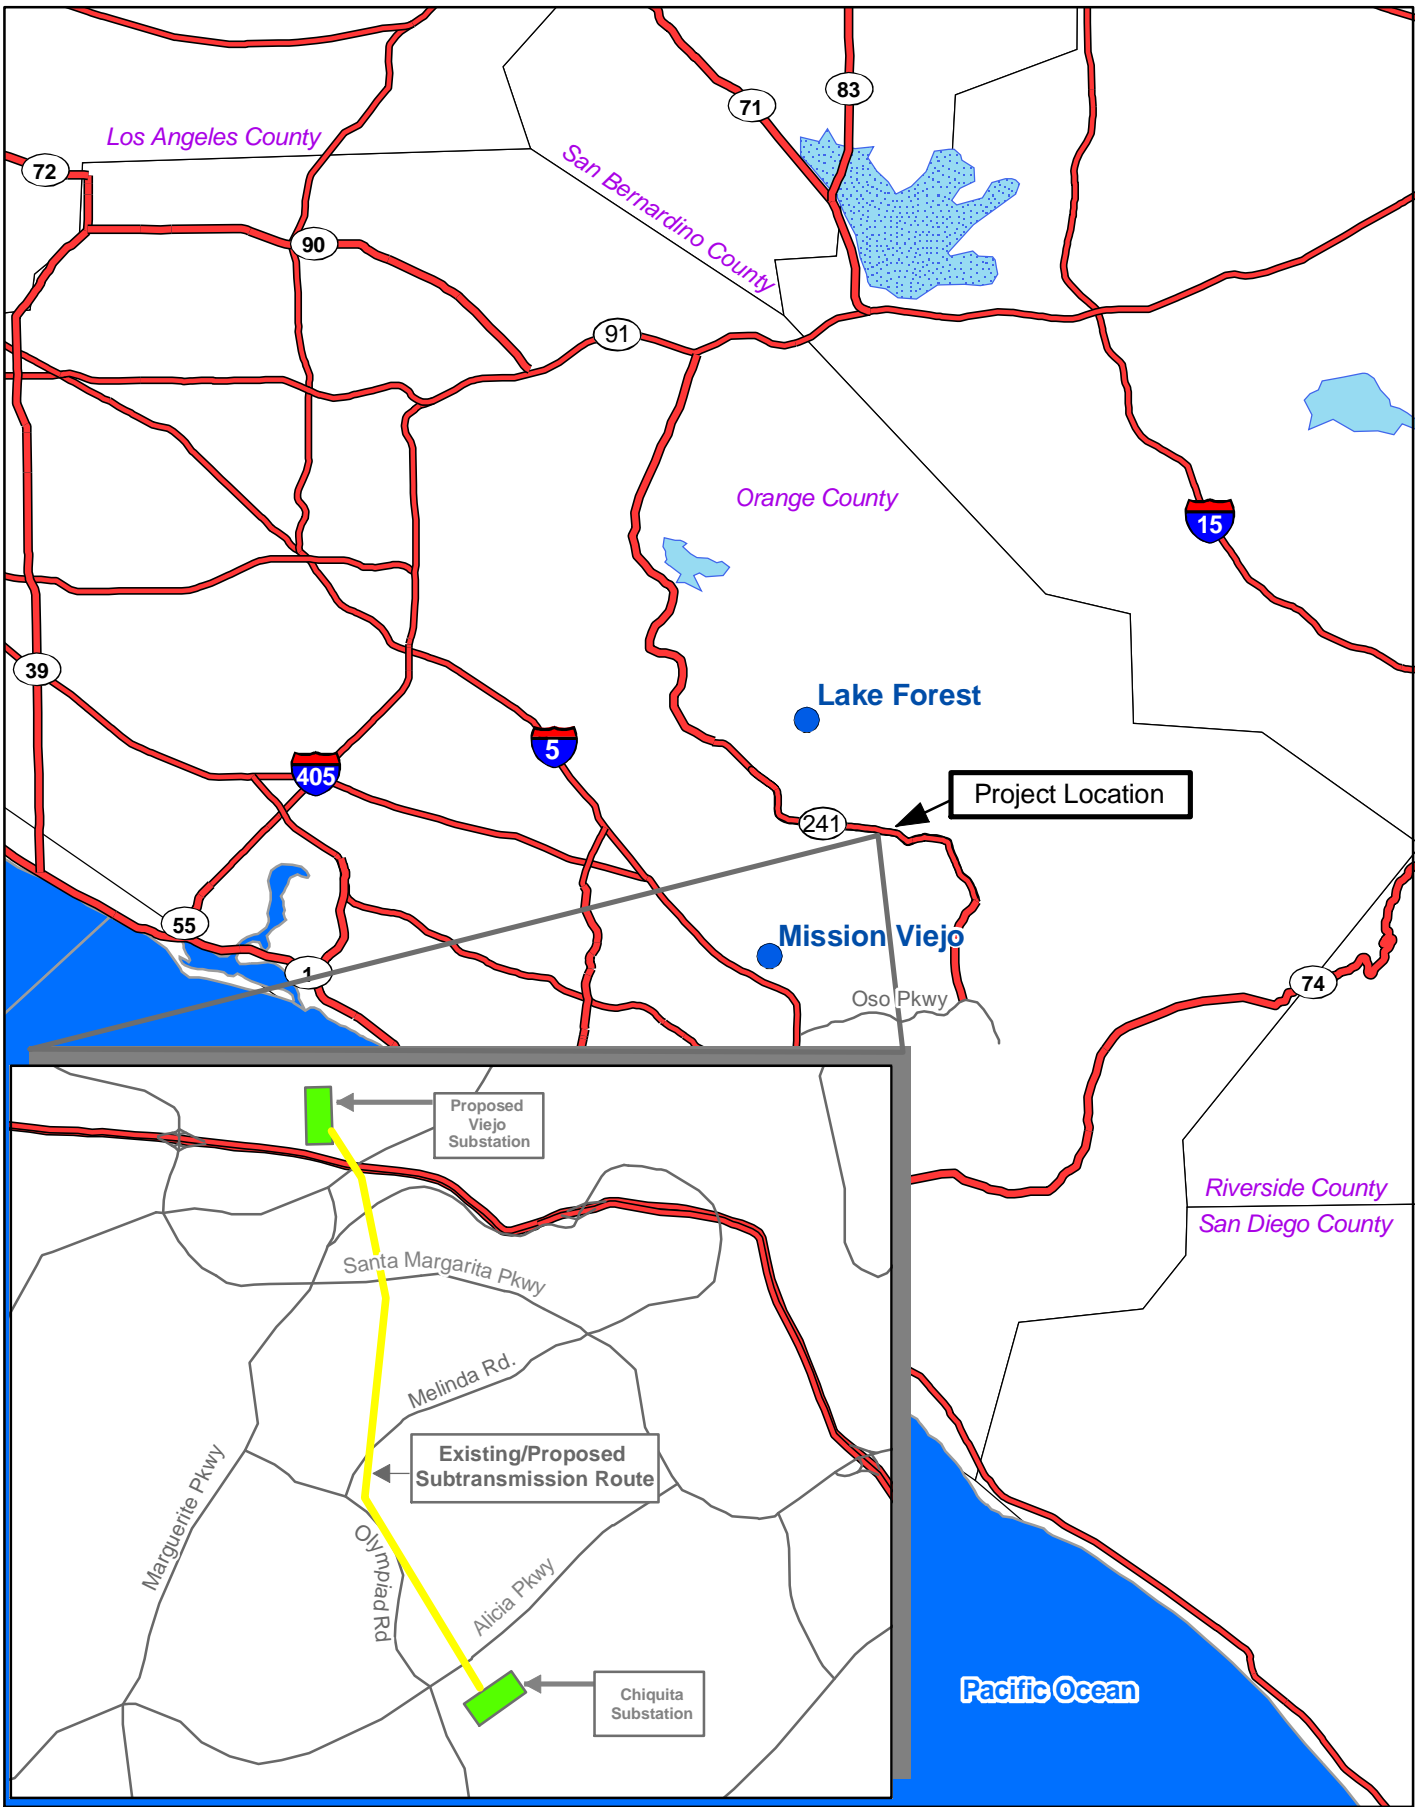 83
71
Los Angeles County
San Bernardino County
72
90
91
Orange County
15
39
Lake Forest
5
405
Project Location
241
55
Mission Viejo
1
74
Oso Pkwy
Proposed
Viejo
Substation
Riverside County
San Diego County
Santa Margarita Pkwy
Melinda Rd.
Existing/Proposed
Subtransmission Route
Marguerite Pkwy
Olympiad Rd
Alicia Pkwy
Chiquita
Substation
Pacific Ocean